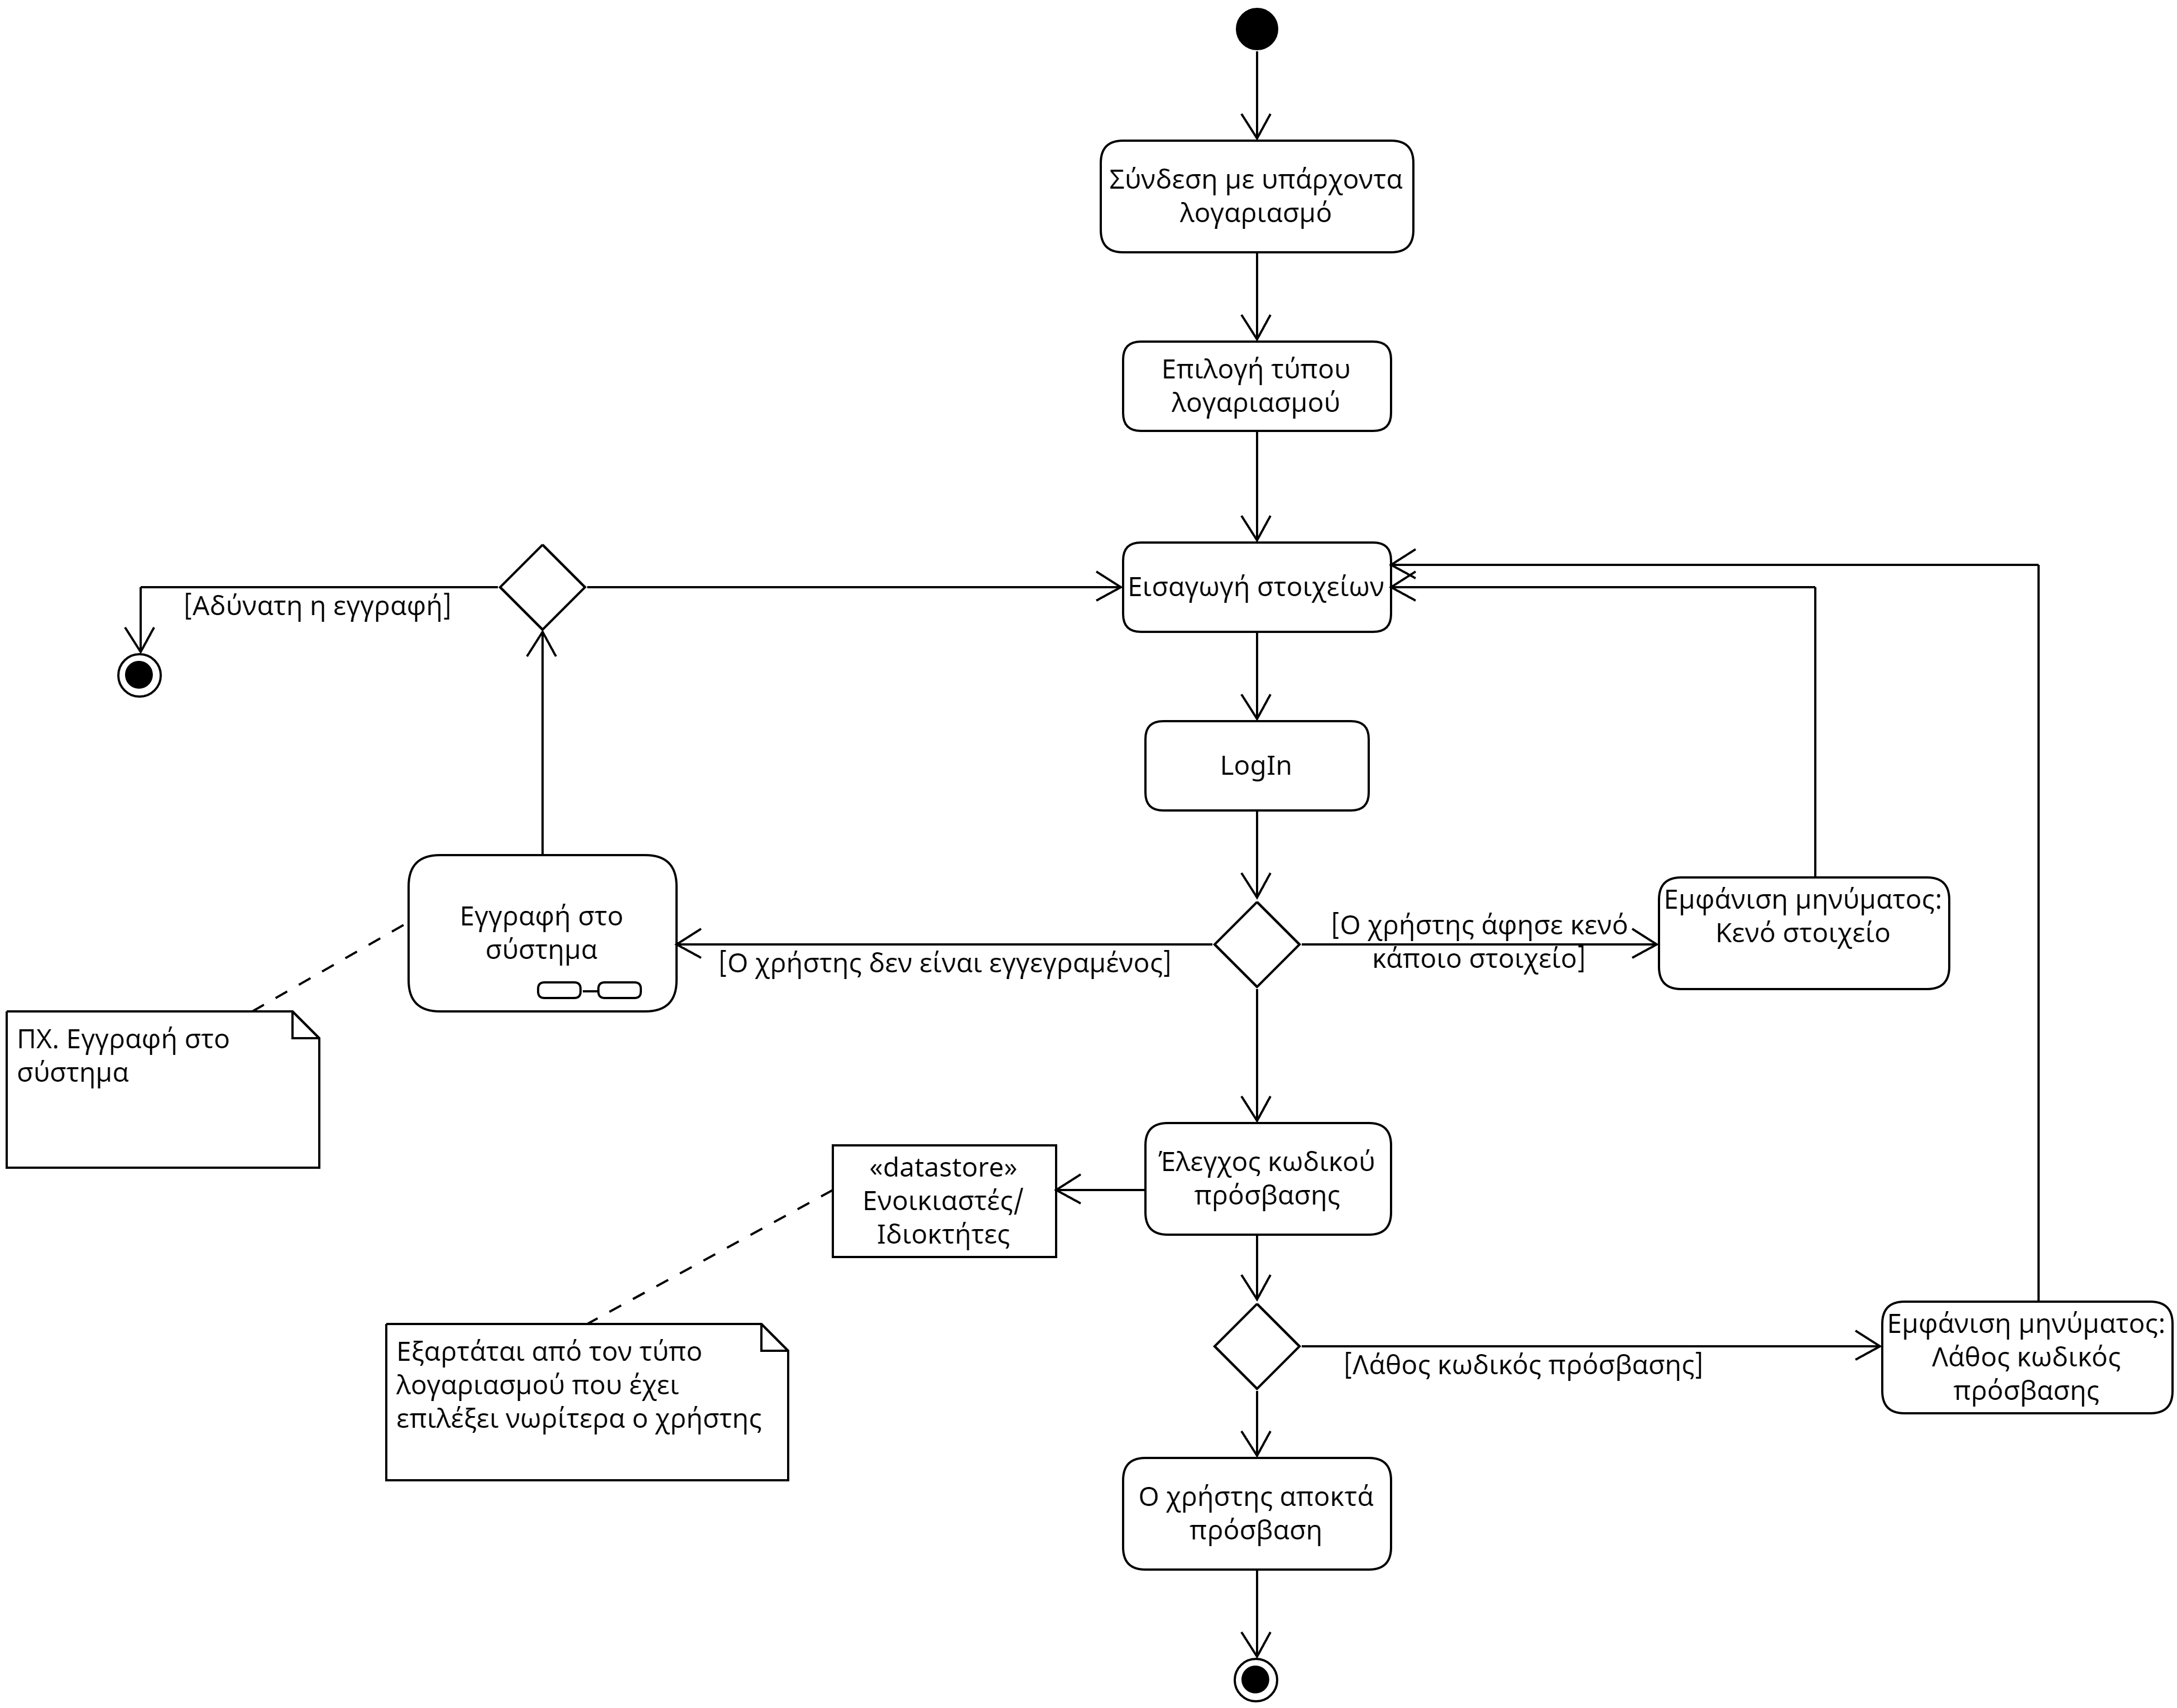 Σύνδεση με υπάρχοντα
λογαριασμό
Επιλογή τύπου
λογαριασμού
[Αδύνατη η εγγραφή]
Εισαγωγή στοιχείων
LogIn
Εγγραφή στο
σύστημα
[Ο χρήστης δεν είναι εγγεγραμένος]
[Ο χρήστης άφησε κενό
κάποιο στοιχείο]
Εμφάνιση μηνύματος:
Κενό στοιχείο
ΠΧ. Εγγραφή στο
σύστημα
«datastore»
Ενοικιαστές/
Ιδιοκτήτες
Έλεγχος κωδικού
πρόσβασης
Εξαρτάται από τον τύπο
λογαριασμού που έχει
επιλέξει νωρίτερα ο χρήστης
[Λάθος κωδικός πρόσβασης]
Εμφάνιση μηνύματος:
Λάθος κωδικός
πρόσβασης
Ο χρήστης αποκτά
πρόσβαση